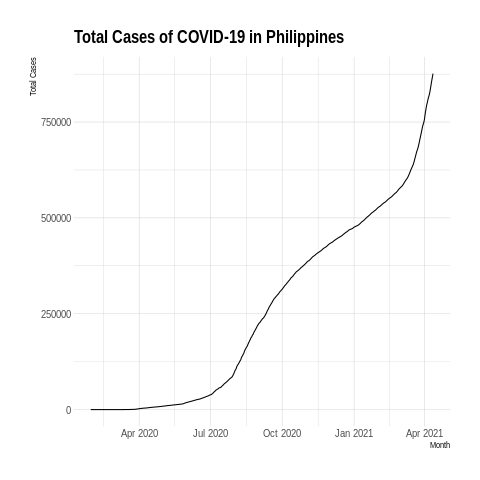 Total Cases of COVID-19 in Philippines
Total Cases
750000
500000
250000
0
Apr 2020 Jul 2020 Oct 2020 Jan 2021 Apr 2021
Month